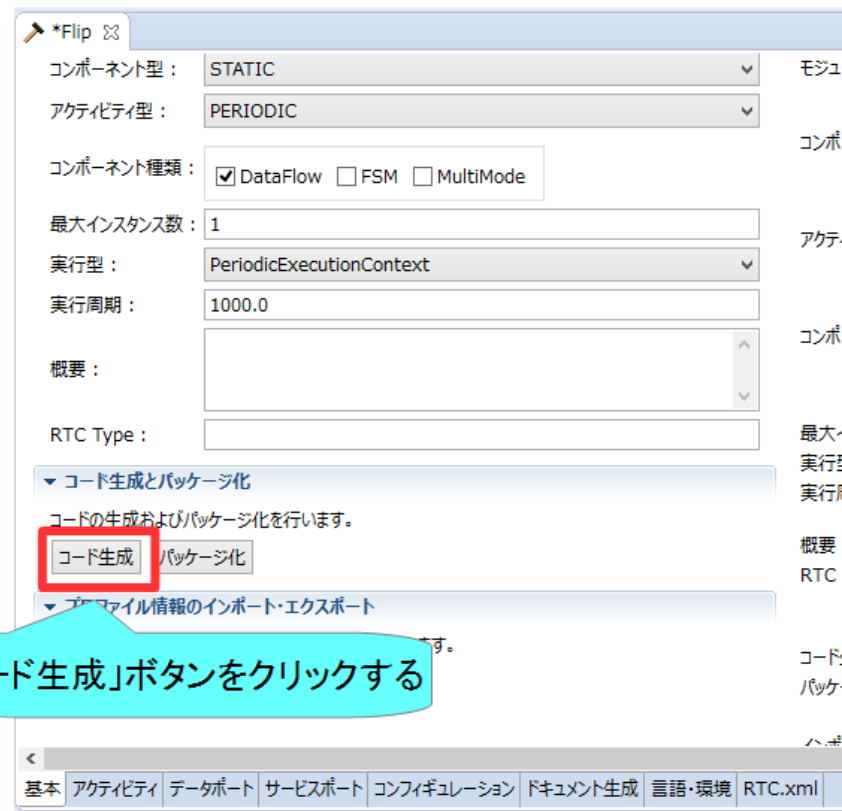 *Flip
コンポーネント型： STATIC
モジュ
アクティビティ型： PERIODIC
コンポーネント種類： DataFlow FSM MultiMode
コンポ
最大インスタンス数： 1
アクティ
実行型： PeriodicExecutionContext
実行周期： 1000.0
コンポ
概要：
RTC Type：
最大イ
実行型
▼ コード生成とパッケージ化
実行周
コードの生成およびパッケージ化を行います。
コード生成 パッケージ化
概要
RTC
プロファイル情報のインポート・エクスポート
す。
コード生
ード生成」ボタンをクリックする
パッケー
インポ
基本 アクティビティ データポート サービスポート コンフィギュレーション ドキュメント生成 言語・環境 RTC.xml